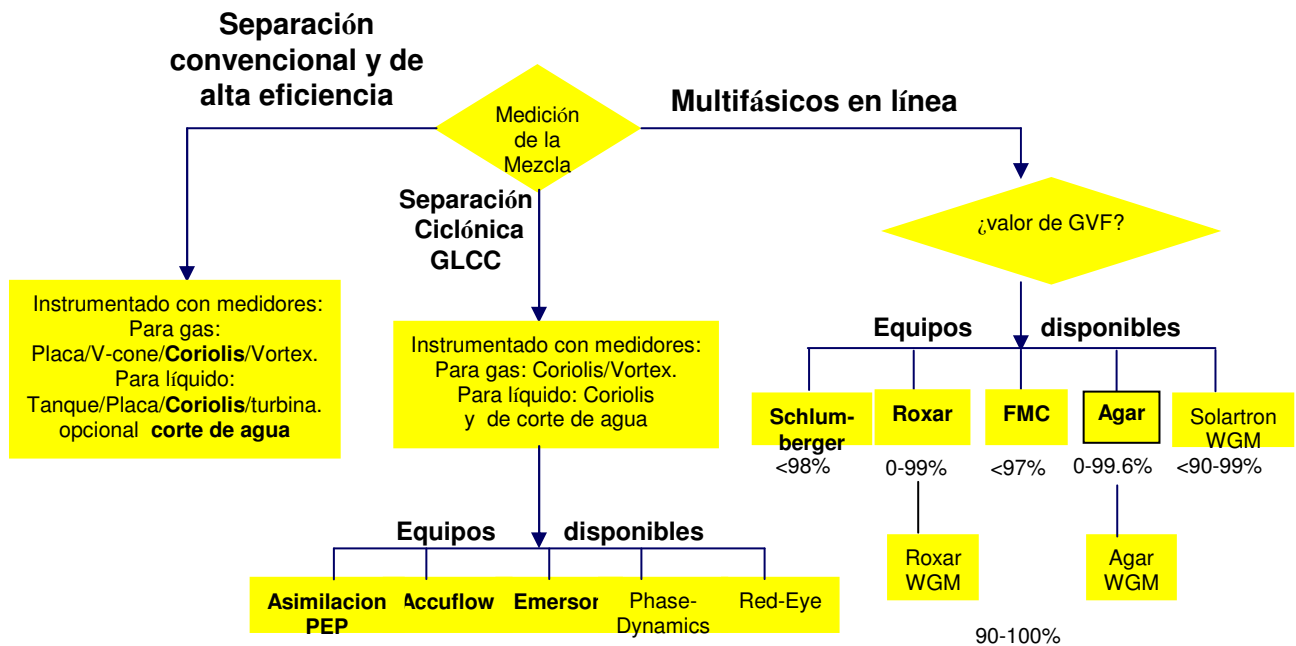 Separación
convencional y de
alta eficiencia
Medición
de la
Mezcla
Multifásicos en línea
Separación
Ciclónica
GLCC
¿valor de GVF?
Instrumentado con medidores:
Para gas:
Placa/V-cone/Coriolis/Vortex.
Para líquido:
Tanque/Placa/Coriolis/turbina.
opcional corte de agua
Instrumentado con medidores:
Para gas: Coriolis/Vortex.
Para líquido: Coriolis
y de corte de agua
Equipos disponibles
Schlum-
berger
<98%
Roxar
0-99%
FMC
<97%
Agar
0-99.6%
Solartron
WGM
<90-99%
Roxar
WGM
Agar
WGM
90-100%
Equipos disponibles
Asimilacion
PEP
Accuflow
Emerson
Phase-
Dynamics
Red-Eye